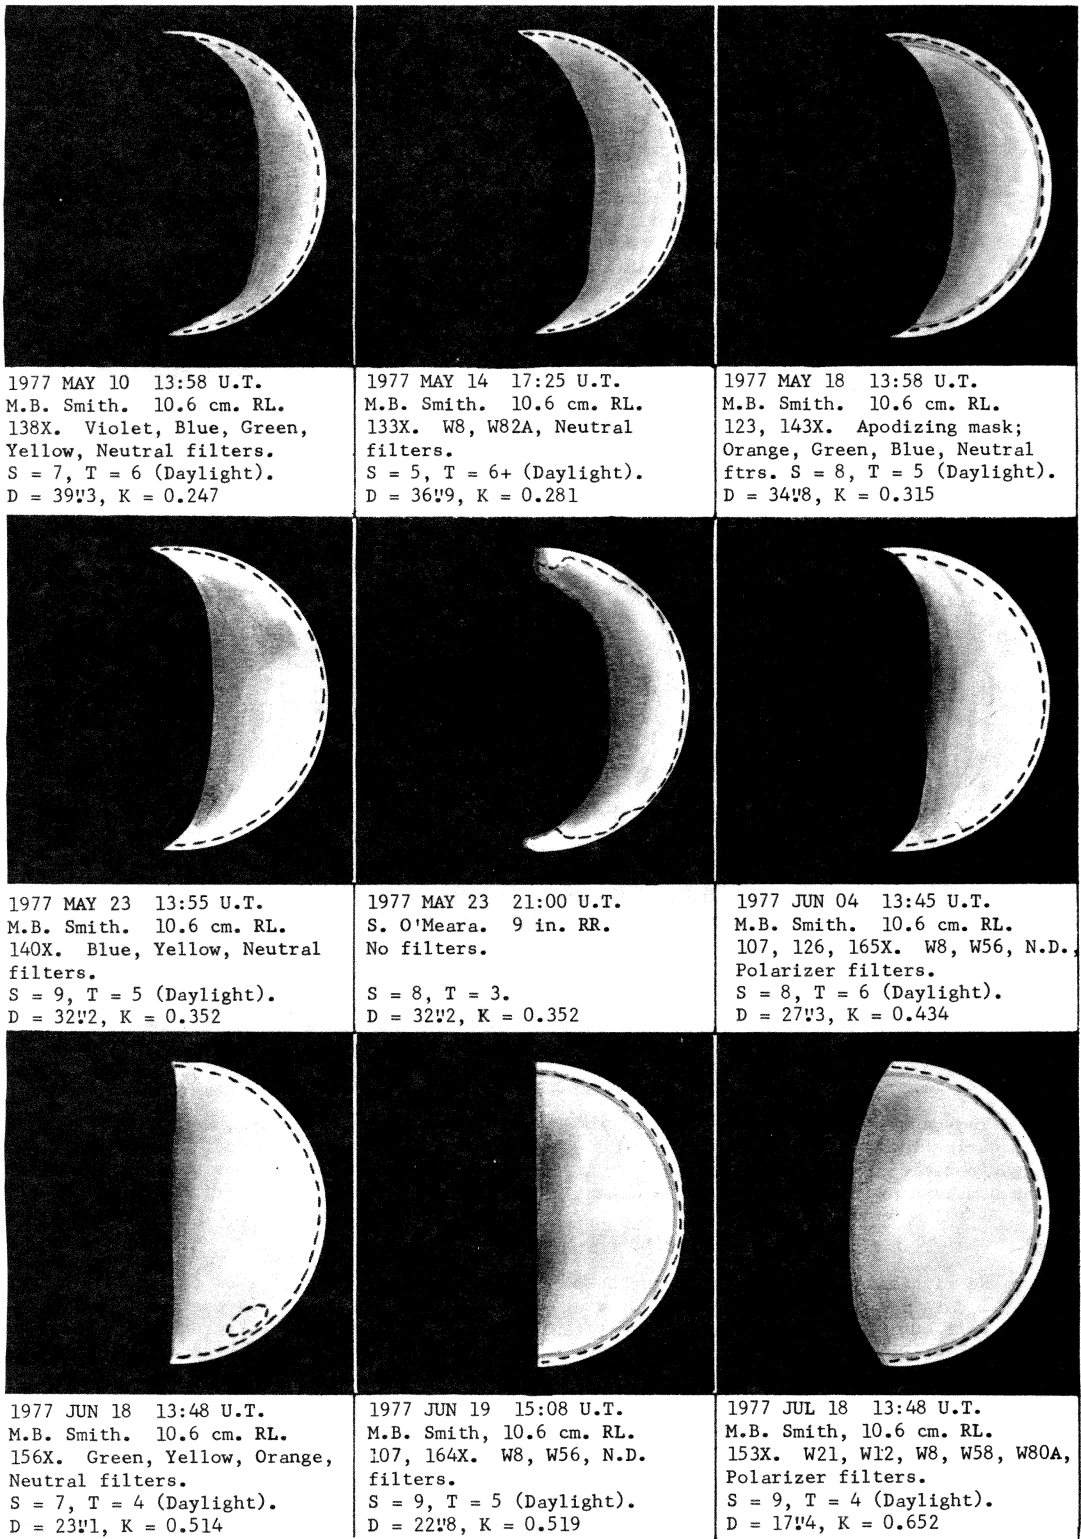 1977 MAY 10 13:58 U.T.
M.B. Smith. 10.6 cm. RL.
138X. Violet, Blue, Green,
Yellow, Neutral filters.
S = 7, T = 6 (Daylight).
D = 39".3, K = 0.247
1977 MAY 14 17:25 U.T.
M.B. Smith. 10.6 cm. RL.
133X. W8, W82A, Neutral
filters.
S = 5, T = 6+ (Daylight).
D = 36".9, K = 0.281
1977 MAY 18 13:58 U.T.
M.B. Smith. 10.6 cm. RL.
123, 143X. Apodizing mask;
Orange, Green, Blue, Neutral
ftrs. S = 8, T = 5 (Daylight).
D = 34".8, K = 0.315
1977 MAY 23 13:55 U.T.
M.B. Smith. 10.6 cm. RL.
140X. Blue, Yellow, Neutral
filters.
S = 9, T = 5 (Daylight).
D = 32".2, K = 0.352
1977 MAY 23 21:00 U.T.
S. O'Meara. 9 in. RR.
No filters.
S = 8, T = 3.
D = 32".2, K = 0.352
1977 JUN 04 13:45 U.T.
M.B. Smith. 10.6 cm. RL.
107, 126, 165X. W8, W56, N.D.,
Polarizer filters.
S = 8, T = 6 (Daylight).
D = 27".3, K = 0.434
1977 JUN 18 13:48 U.T.
M.B. Smith. 10.6 cm. RL.
156X. Green, Yellow, Orange,
Neutral filters.
S = 7, T = 4 (Daylight).
D = 23".1, K = 0.514
1977 JUN 19 15:08 U.T.
M.B. Smith, 10.6 cm. RL.
107, 164X. W8, W56, N.D.
filters.
S = 9, T = 5 (Daylight).
D = 22".8, K = 0.519
1977 JUL 18 13:48 U.T.
M.B. Smith, 10.6 cm. RL.
153X. W21, W12, W8, W58, W80A,
Polarizer filters.
S = 9, T = 4 (Daylight).
D = 17".4, K = 0.652